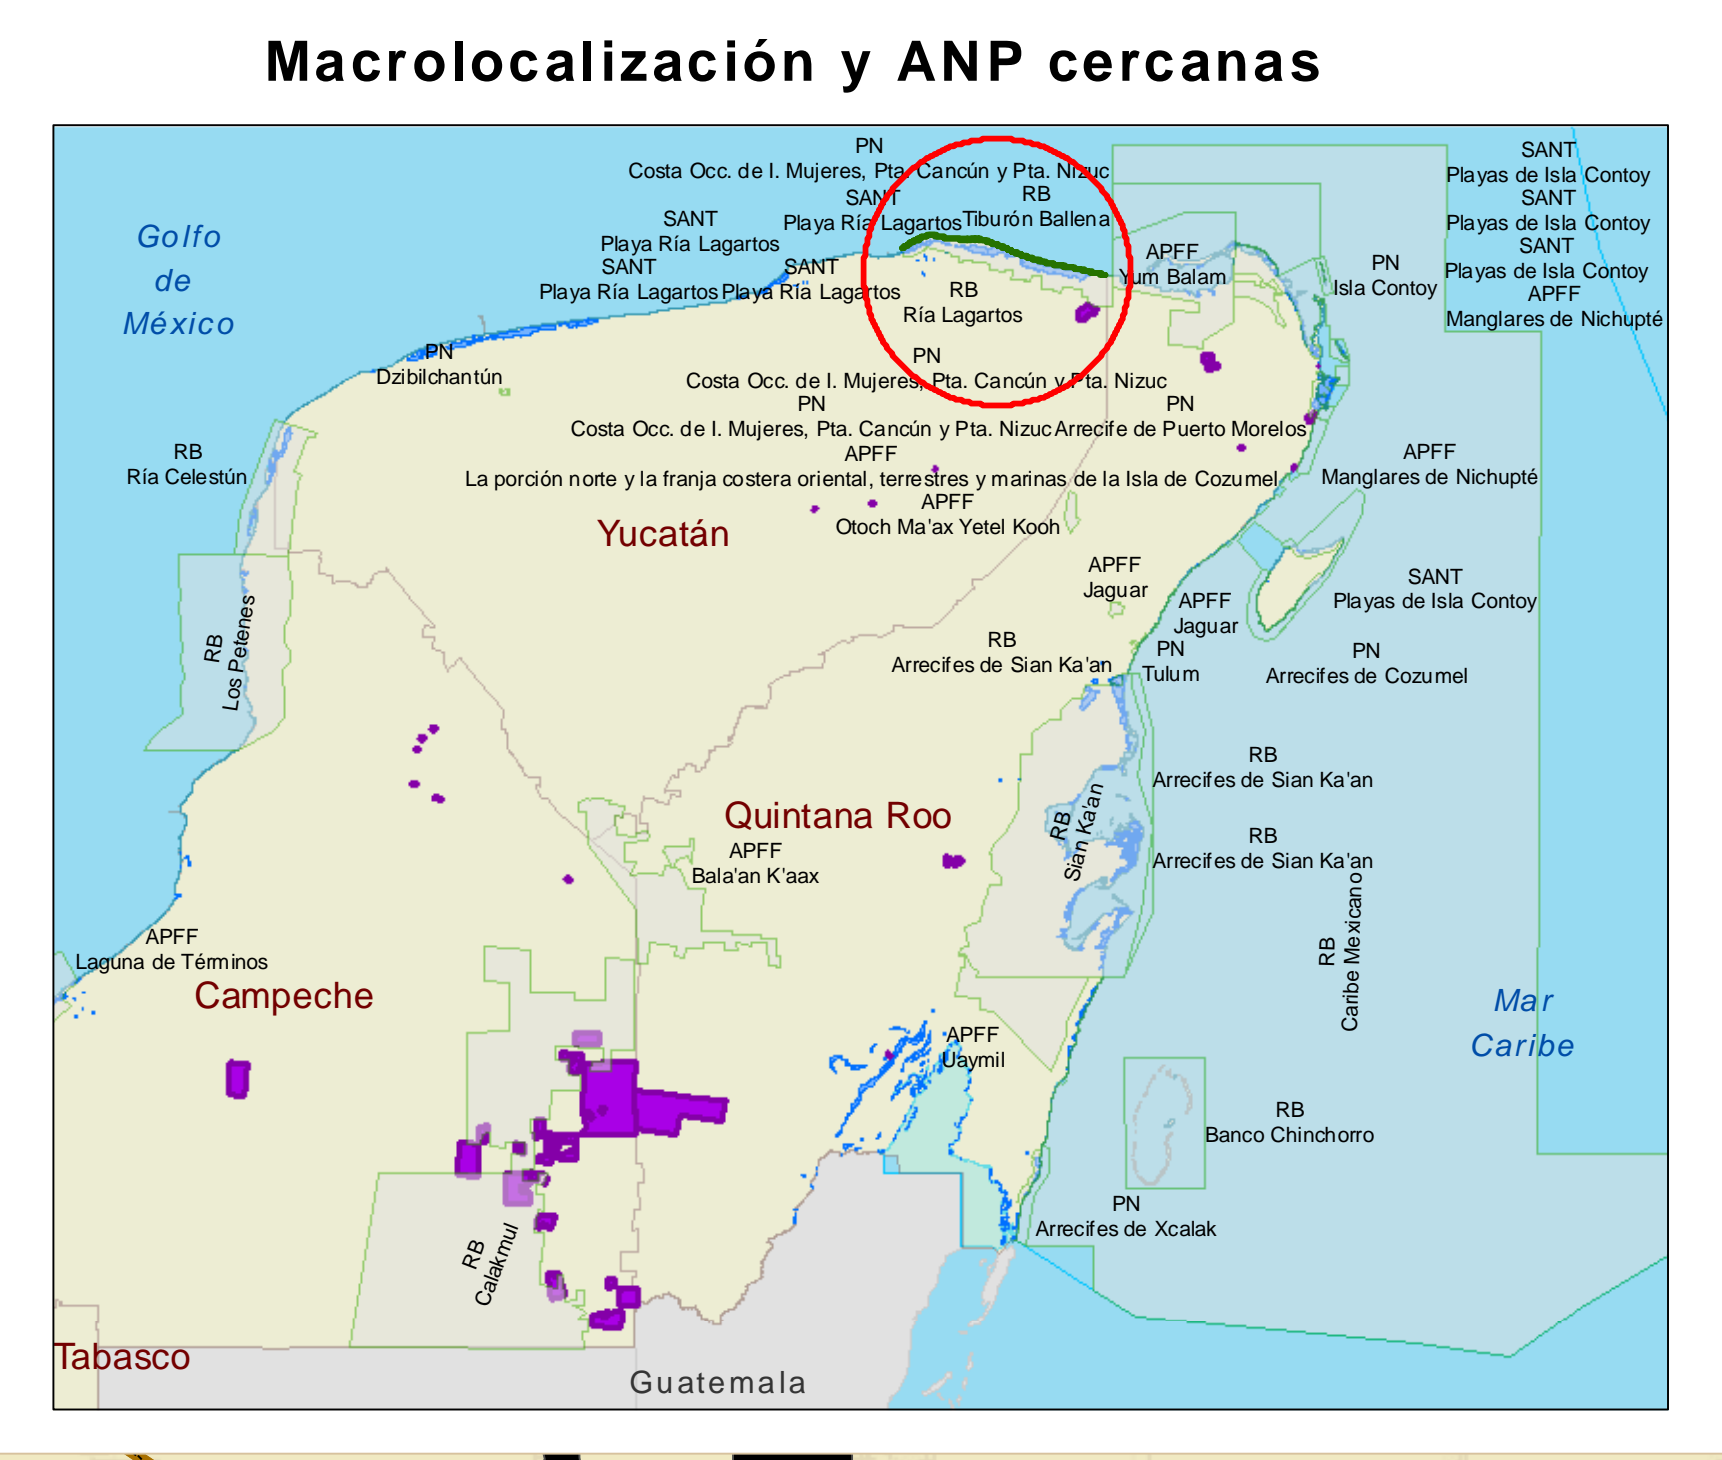 Macrolocalización y ANP cercanas
PN
Costa Occ. de I. Mujeres, Pta. Cancún y Pta. Nizuc
SANT
Playas de Isla Contoy
RB
Tiburón Ballena
SANT
Playa Ría Lagartos
SANT
Playas de Isla Contoy
SANT
Playa Ría Lagartos
Golfo
de
México
SANT
Playas de Isla Contoy
APFF
Yum Balam
PN
Isla Contoy
SANT
Playa Ría Lagartos
SANT
Playa Ría Lagartos
RB
Ría Lagartos
APFF
Manglares de Nichupté
PN
Dzibilchantún
PN
Costa Occ. de I. Mujeres, Pta. Cancún y Pta. Nizuc
PN
Costa Occ. de I. Mujeres, Pta. Cancún y Pta. Nizuc
PN
Arrecife de Puerto Morelos
RB
Ría Celestún
APFF
La porción norte y la franja costera oriental, terrestres y marinas de la Isla de Cozumel
APFF
Manglares de Nichupté
APFF
Otoch Ma'ax Yetel Kooh
Yucatán
APFF
Jaguar
SANT
Playas de Isla Contoy
APFF
Jaguar
RB
Los Petenes
RB
Arrecifes de Sian Ka'an
PN
Tulum
PN
Arrecifes de Cozumel
RB
Arrecifes de Sian Ka'an
Quintana Roo
RB
Sian Ka'an
RB
Arrecifes de Sian Ka'an
APFF
Bala'an K'aax
RB
Caribe Mexicano
APFF
Laguna de Términos
Campeche
Mar
Caribe
APFF
Uaymil
RB
Banco Chinchorro
PN
Arrecifes de Xcalak
RB
Calakmul
Tabasco
Guatemala